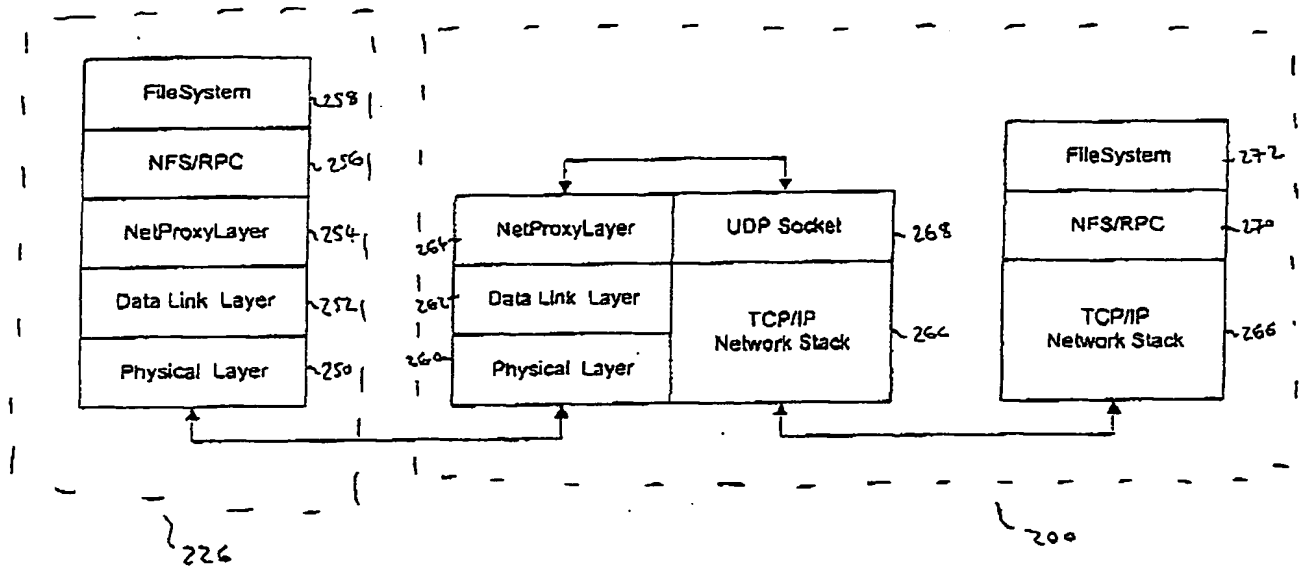 FileSystem
258
NFS/RPC
256
NetProxyLayer
254
Data Link Layer
252
Physical Layer
250
NetProxyLayer
264
Data Link Layer
262
Physical Layer
260
UDP Socket
268
TCP/IP
Network Stack
266
FileSystem
272
NFS/RPC
270
TCP/IP
Network Stack
266
226
200